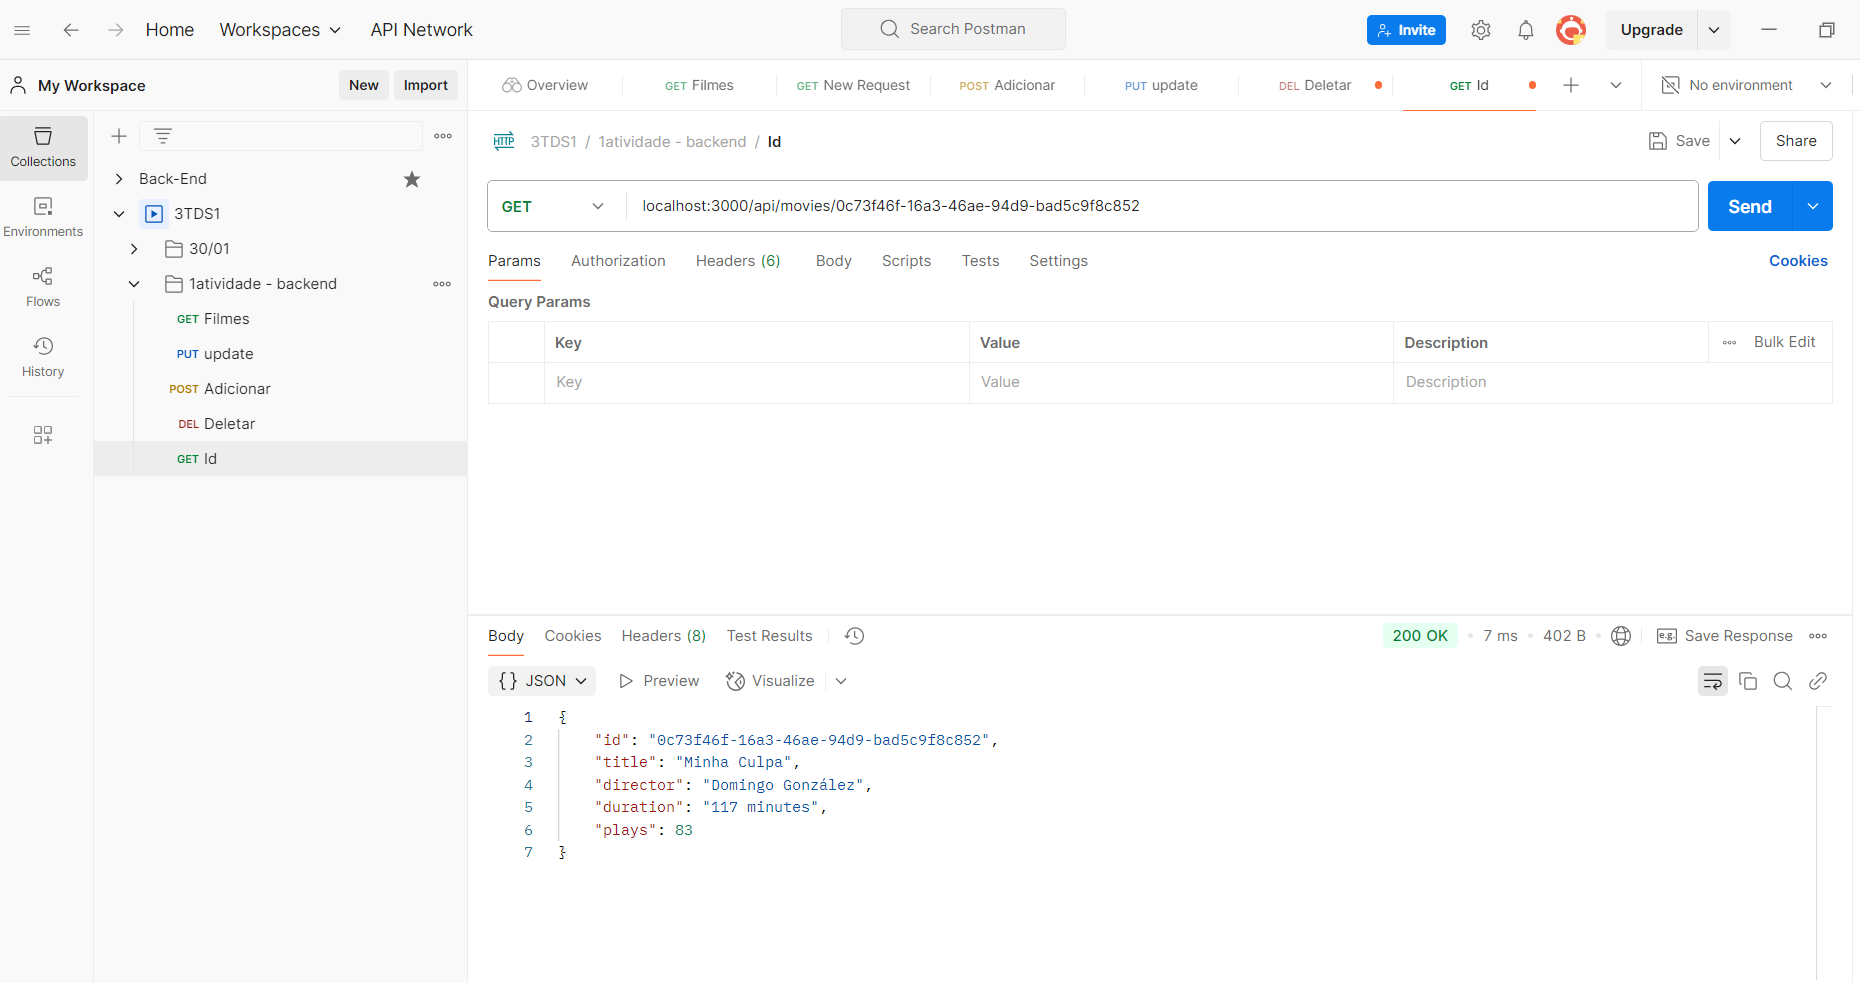 Home Workspaces API Network Search Postman Invite Upgrade
My Workspace New Import
Overview GET Filmes GET New Request POST Adicionar PUT update DEL Deletar GET Id No environment
Collections
Environments
Flows
History
Back-End
3TDS1
30/01
1atividade - backend
GET Filmes
PUT update
POST Adicionar
DEL Deletar
GET Id
HTTP 3TDS1 / 1atividade - backend / Id Save Share
GET localhost:3000/api/movies/0c73f46f-16a3-46ae-94d9-bad5c9f8c852 Send
Params Authorization Headers (6) Body Scripts Tests Settings Cookies
Query Params
Key Value Description Bulk Edit
Key Value Description
Body Cookies Headers (8) Test Results 200 OK 7 ms 402 B e.g. Save Response
{} JSON Preview Visualize
1 {
2 "id": "0c73f46f-16a3-46ae-94d9-bad5c9f8c852",
3 "title": "Minha Culpa",
4 "director": "Domingo González",
5 "duration": "117 minutes",
6 "plays": 83
7 }